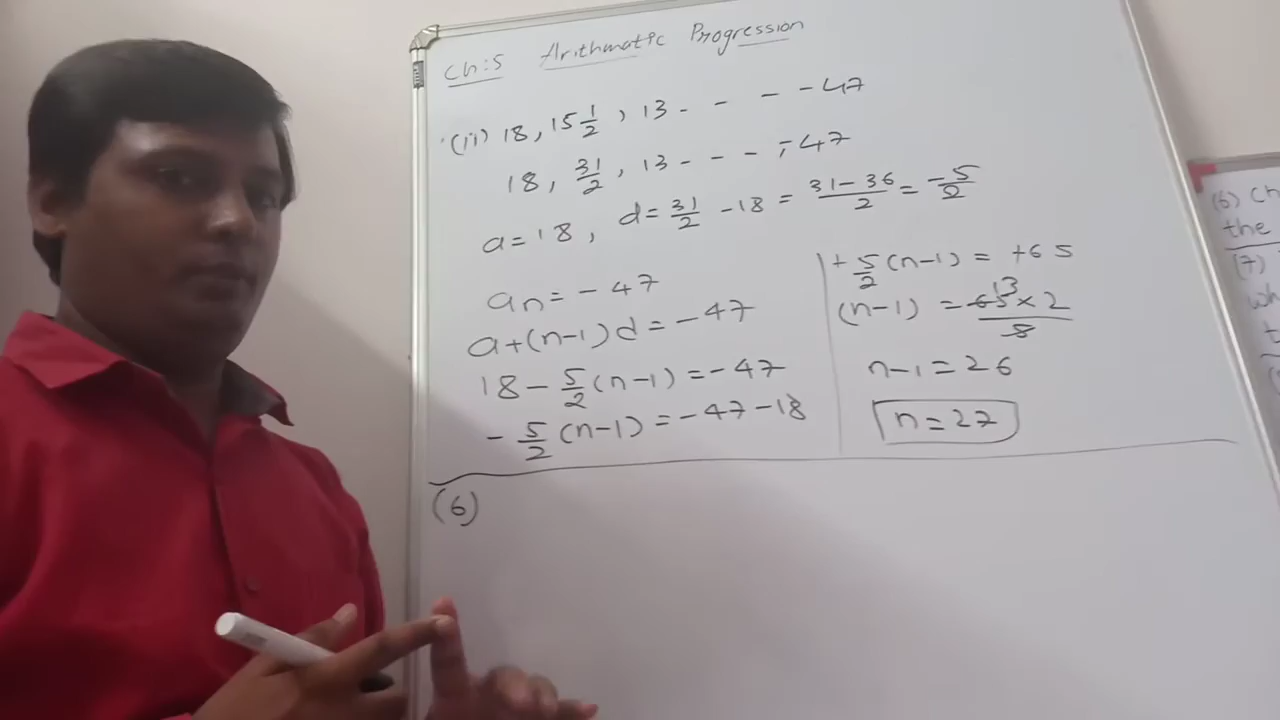 Ch:5 Arithmatic Progression
(ii) 18, 15 1/2, 13 - - - - -47
18, 31/2, 13 - - - , -47
a = 18, d = 31/2 - 18 = 31-36/2 = -5/2
an = -47
a+(n-1)d = -47
18 - 5/2 (n-1) = -47
- 5/2 (n-1) = -47-18
+ 5/2 (n-1) = +65
(n-1) = 65 13 × 2 / 5
n-1 = 26
n = 27
(6)
(6) Ch
the
(7)